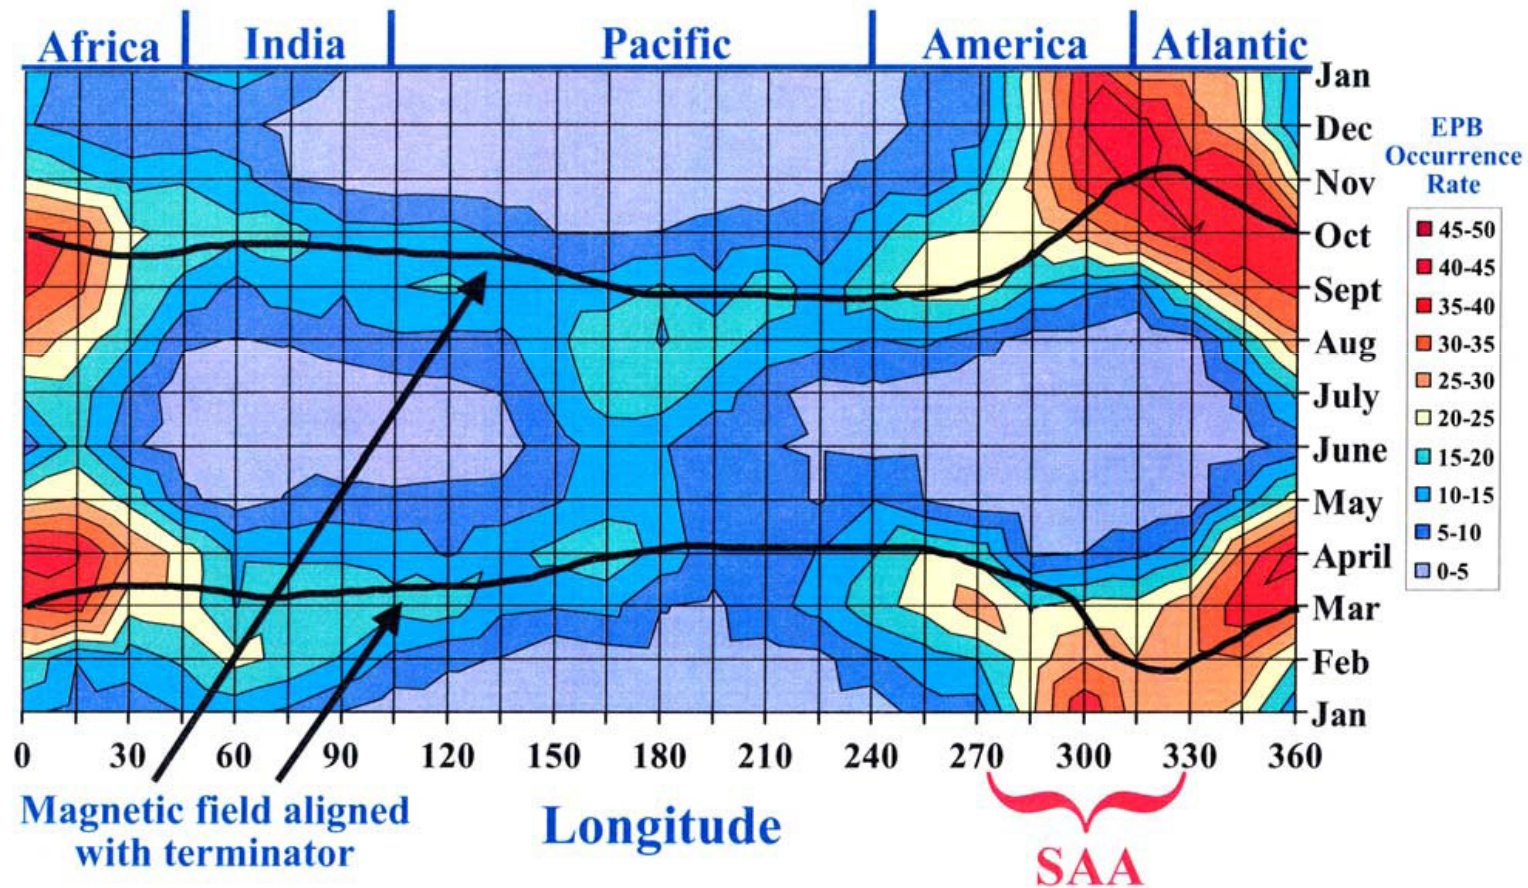 Africa India Pacific America Atlantic
Jan
Dec
Nov
Oct
Sept
Aug
July
June
May
April
Mar
Feb
Jan
EPB
Occurrence
Rate
45-50
40-45
35-40
30-35
25-30
20-25
15-20
10-15
5-10
0-5
0 30 60 90 120 150 180 210 240 270 300 330 360
Magnetic field aligned
with terminator
Longitude
SAA